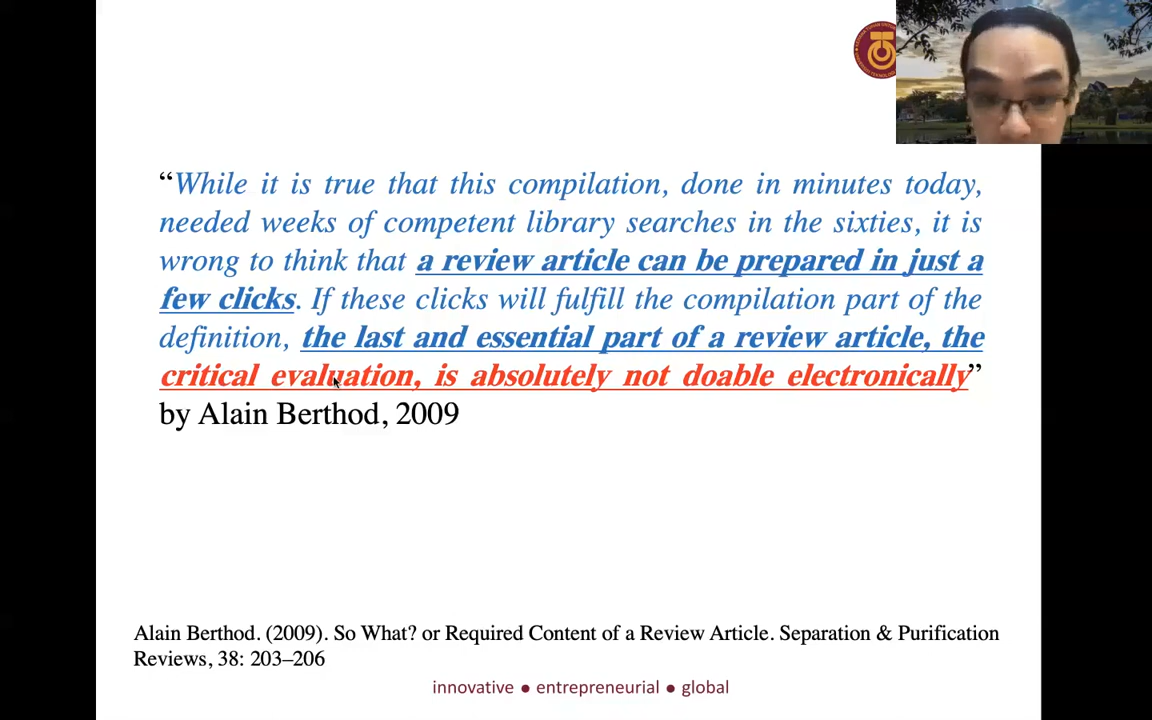 “While it is true that this compilation, done in minutes today,
needed weeks of competent library searches in the sixties, it is
wrong to think that a review article can be prepared in just a
few clicks. If these clicks will fulfill the compilation part of the
definition, the last and essential part of a review article, the
critical evaluation, is absolutely not doable electronically”
by Alain Berthod, 2009
Alain Berthod. (2009). So What? or Required Content of a Review Article. Separation & Purification
Reviews, 38: 203–206
innovative ● entrepreneurial ● global